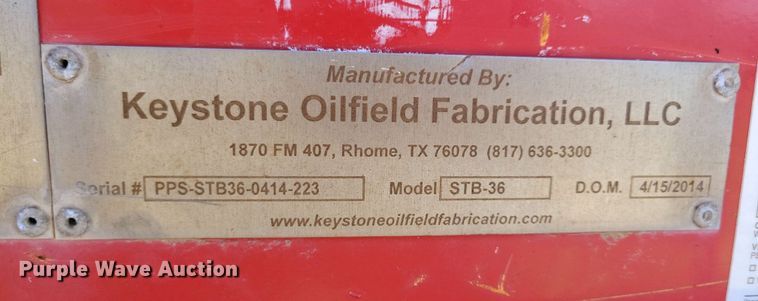 Manufactured By:
Keystone Oilfield Fabrication, LLC
1870 FM 407, Rhome, TX 76078 (817) 636-3300
Serial # PPS-STB36-0414-223 Model STB-36 D.O.M. 4/15/2014
www.keystoneoilfieldfabrication.com
Purple Wave Auction